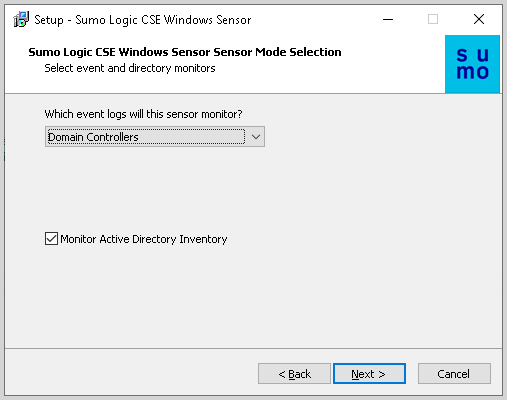 Setup - Sumo Logic CSE Windows Sensor
Sumo Logic CSE Windows Sensor Sensor Mode Selection
Select event and directory monitors
su
mo
Which event logs will this sensor monitor?
Domain Controllers
Monitor Active Directory Inventory
< Back
Next >
Cancel